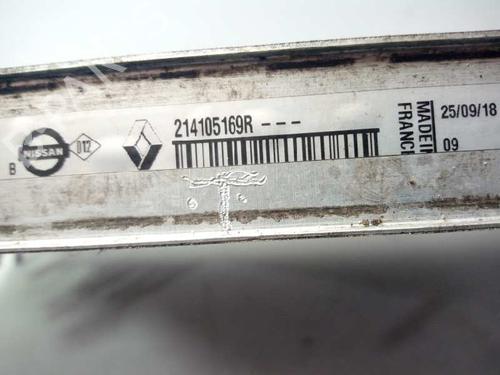 B NISSAN D12
214105169R---
MADE IN
FRANCE
25/09/18
09